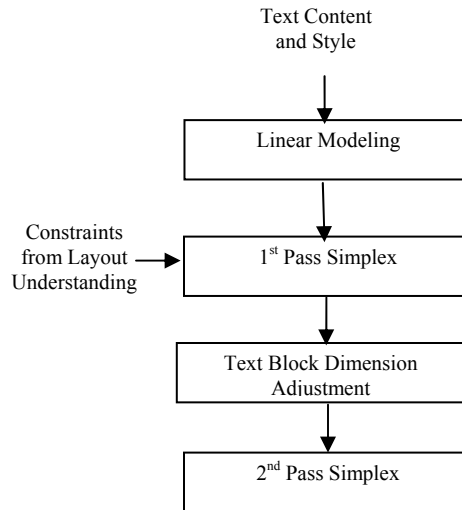 Text Content
and Style
Linear Modeling
Constraints
from Layout
Understanding
1st Pass Simplex
Text Block Dimension
Adjustment
2nd Pass Simplex